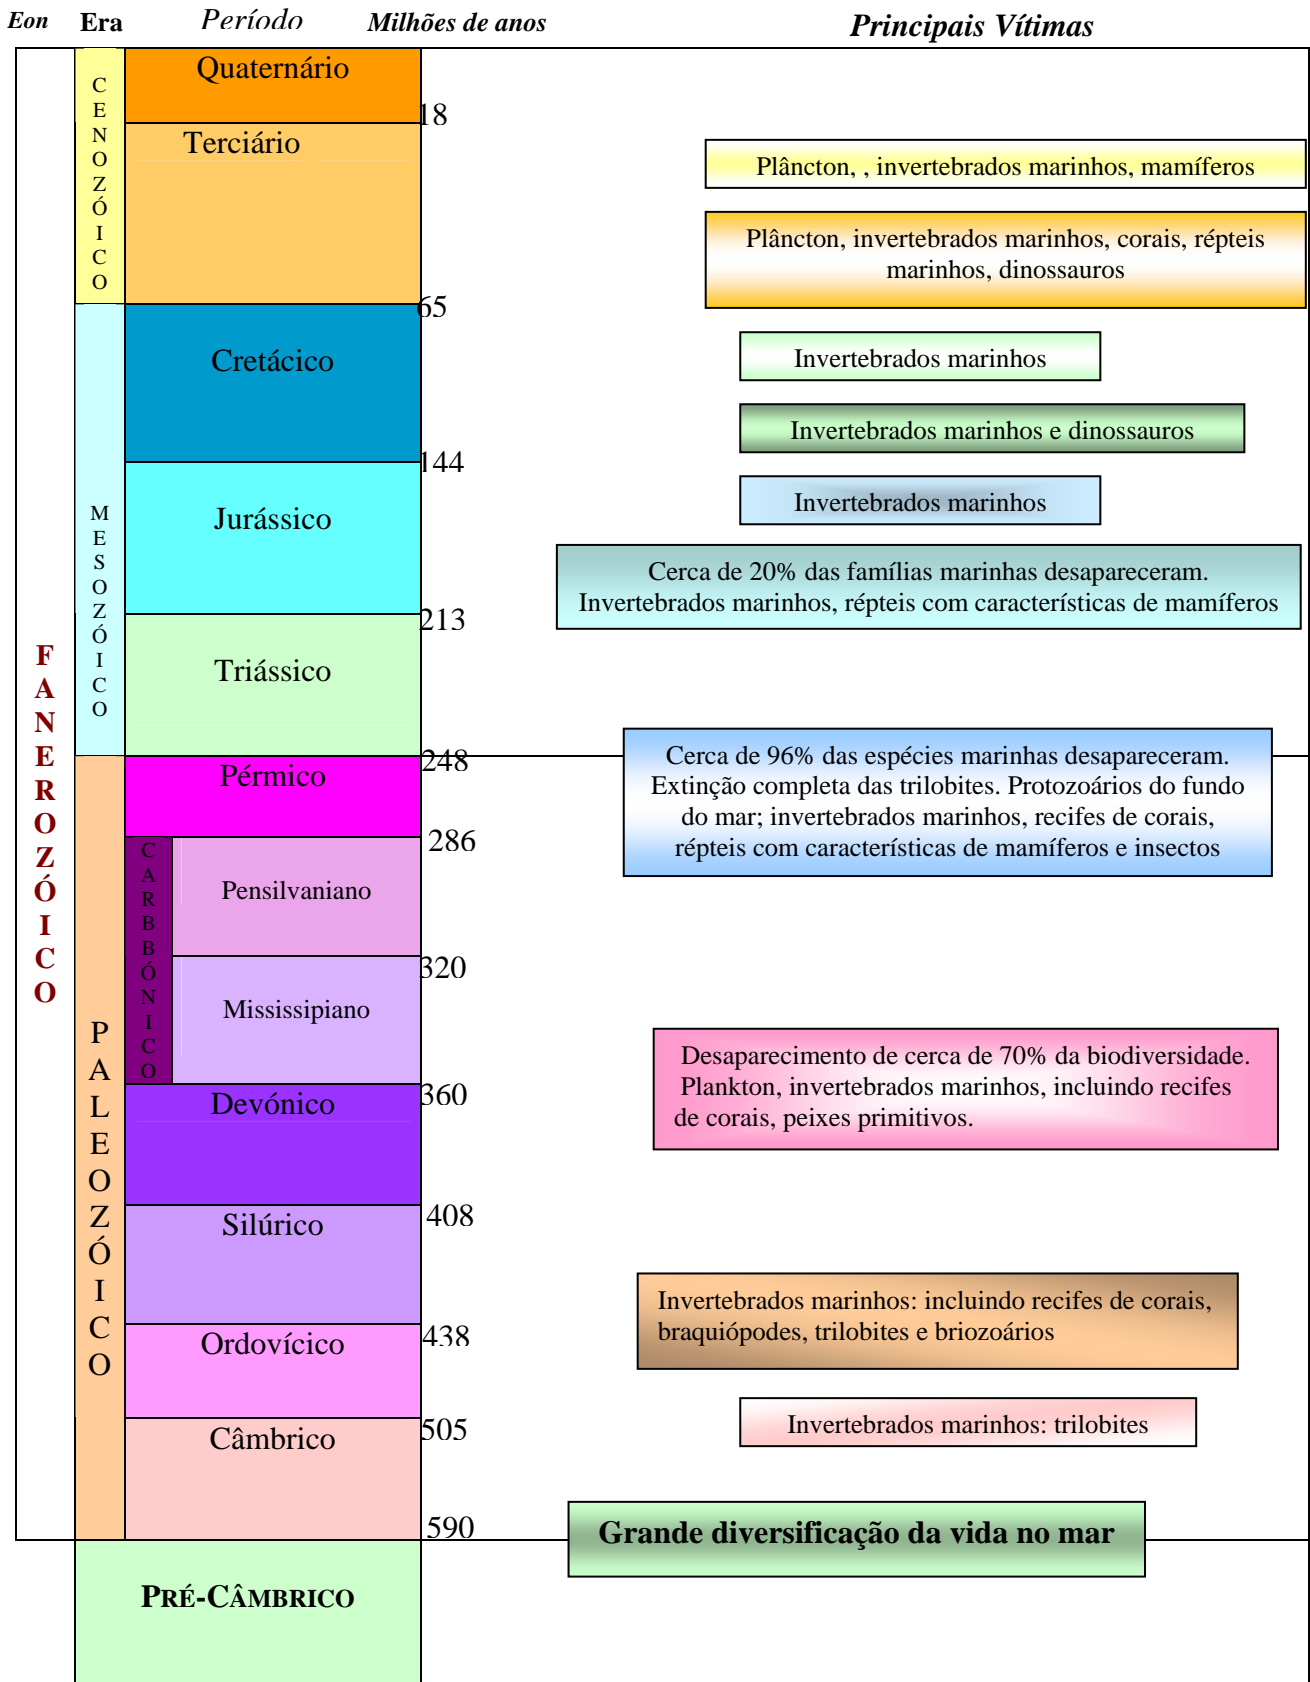 Eon Era Período Milhões de anos Principais Vítimas
FANEROZÓICO
CENOZÓICO
Quaternário
18
Terciário
Plâncton, , invertebrados marinhos, mamíferos
Plâncton, invertebrados marinhos, corais, répteis
marinhos, dinossauros
65
MESOZÓICO
Cretácico
Invertebrados marinhos
Invertebrados marinhos e dinossauros
144
Jurássico
Invertebrados marinhos
Cerca de 20% das famílias marinhas desapareceram.
Invertebrados marinhos, répteis com características de mamíferos
213
Triássico
248
PALEOZÓICO
Pérmico
Cerca de 96% das espécies marinhas desapareceram.
Extinção completa das trilobites. Protozoários do fundo
do mar; invertebrados marinhos, recifes de corais,
répteis com características de mamíferos e insectos
286
CARBBÓNICO
Pensilvaniano
320
Mississipiano
Desaparecimento de cerca de 70% da biodiversidade.
Plankton, invertebrados marinhos, incluindo recifes
de corais, peixes primitivos.
360
Devónico
408
Silúrico
Invertebrados marinhos: incluindo recifes de corais,
braquiópodes, trilobites e briozoários
438
Ordovícico
505
Invertebrados marinhos: trilobites
Câmbrico
590
Grande diversificação da vida no mar
PRÉ-CÂMBRICO